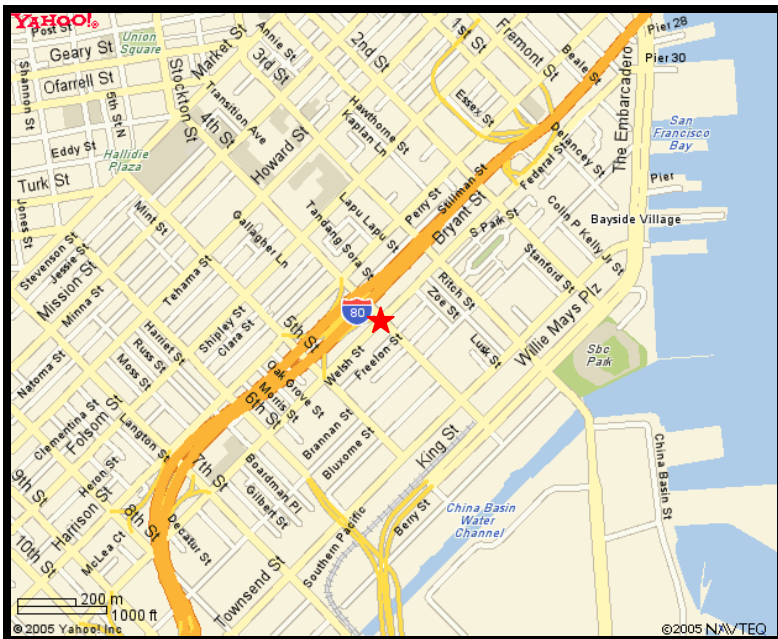 YAHOO!®
Post St
Geary St
Ofarrell St
Union
Square
Market St
Annie St
3rd St
2nd St
1st St
Fremont St
Beale St
Pier 28
Pier 30
The Embarcadero
Shannon St
5th St N
Stockton St
Transition Ave
4th St
Howard St
Hawthorne St
Kaplan Ln
Essex St
Delancey St
Federal St
San
Francisco
Bay
Eddy St
Hallidie
Plaza
Turk St
Jones St
Mint St
Gallagher Ln
Lapu Lapu St
Tandang Sora St
Perry St
Stillman St
Bryant St
S Paik St
Colin P Kelly Jr St
Stanford St
Pier
Bayside Village
Stevenson St
Jessie St
Mission St
Minna St
Natoma St
Tehama St
Shipley St
Clara St
5th St
80
Ritch St
Zoe St
Lusk St
Willie Mays Plz
Sbc
Park
Harriet St
Russ St
Moss St
Oak Grove St
Morris St
6th St
Welsh St
Freelon St
Clementina St
Folsom St
Langton St
Heron St
Harrison St
7th St
8th St
9th St
10th St
McLea Ct
Decatur St
Boardman Pl
Gilbert St
Brannan St
Bluxome St
King St
Berry St
Southern Pacific
Townsend St
China Basin
Water
Channel
China Basin St
200 m
1000 ft
©2005 Yahoo! Inc
©2005 NAVTEQ